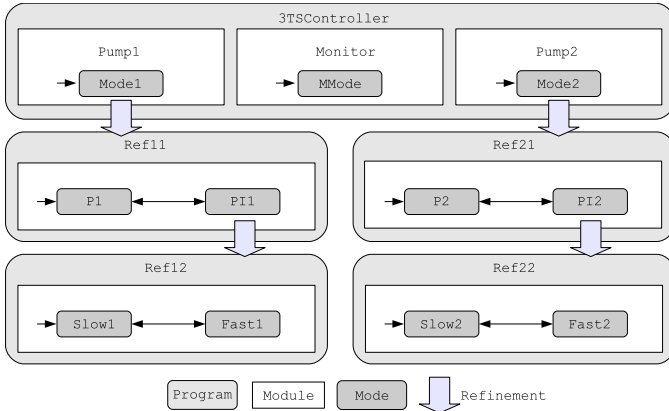 3TSController
Pump1 Monitor Pump2
Mode1 MMode Mode2
Ref11 Ref21
P1 PI1 P2 PI2
Ref12 Ref22
Slow1 Fast1 Slow2 Fast2
Program Module Mode Refinement